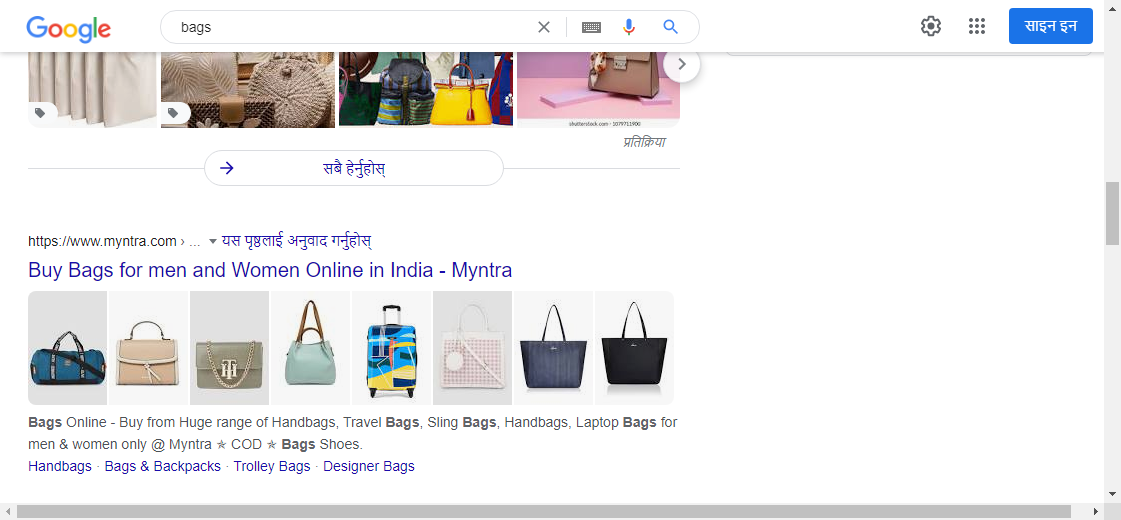 Google
bags
साइन इन
shutterstock.com · 1079711900
प्रतिक्रिया
सबै हेर्नुहोस्
https://www.myntra.com › ... यस पृष्ठलाई अनुवाद गर्नुहोस्
Buy Bags for men and Women Online in India - Myntra
Bags Online - Buy from Huge range of Handbags, Travel Bags, Sling Bags, Handbags, Laptop Bags for
men & women only @ Myntra ✯ COD ✯ Bags Shoes.
Handbags · Bags & Backpacks · Trolley Bags · Designer Bags